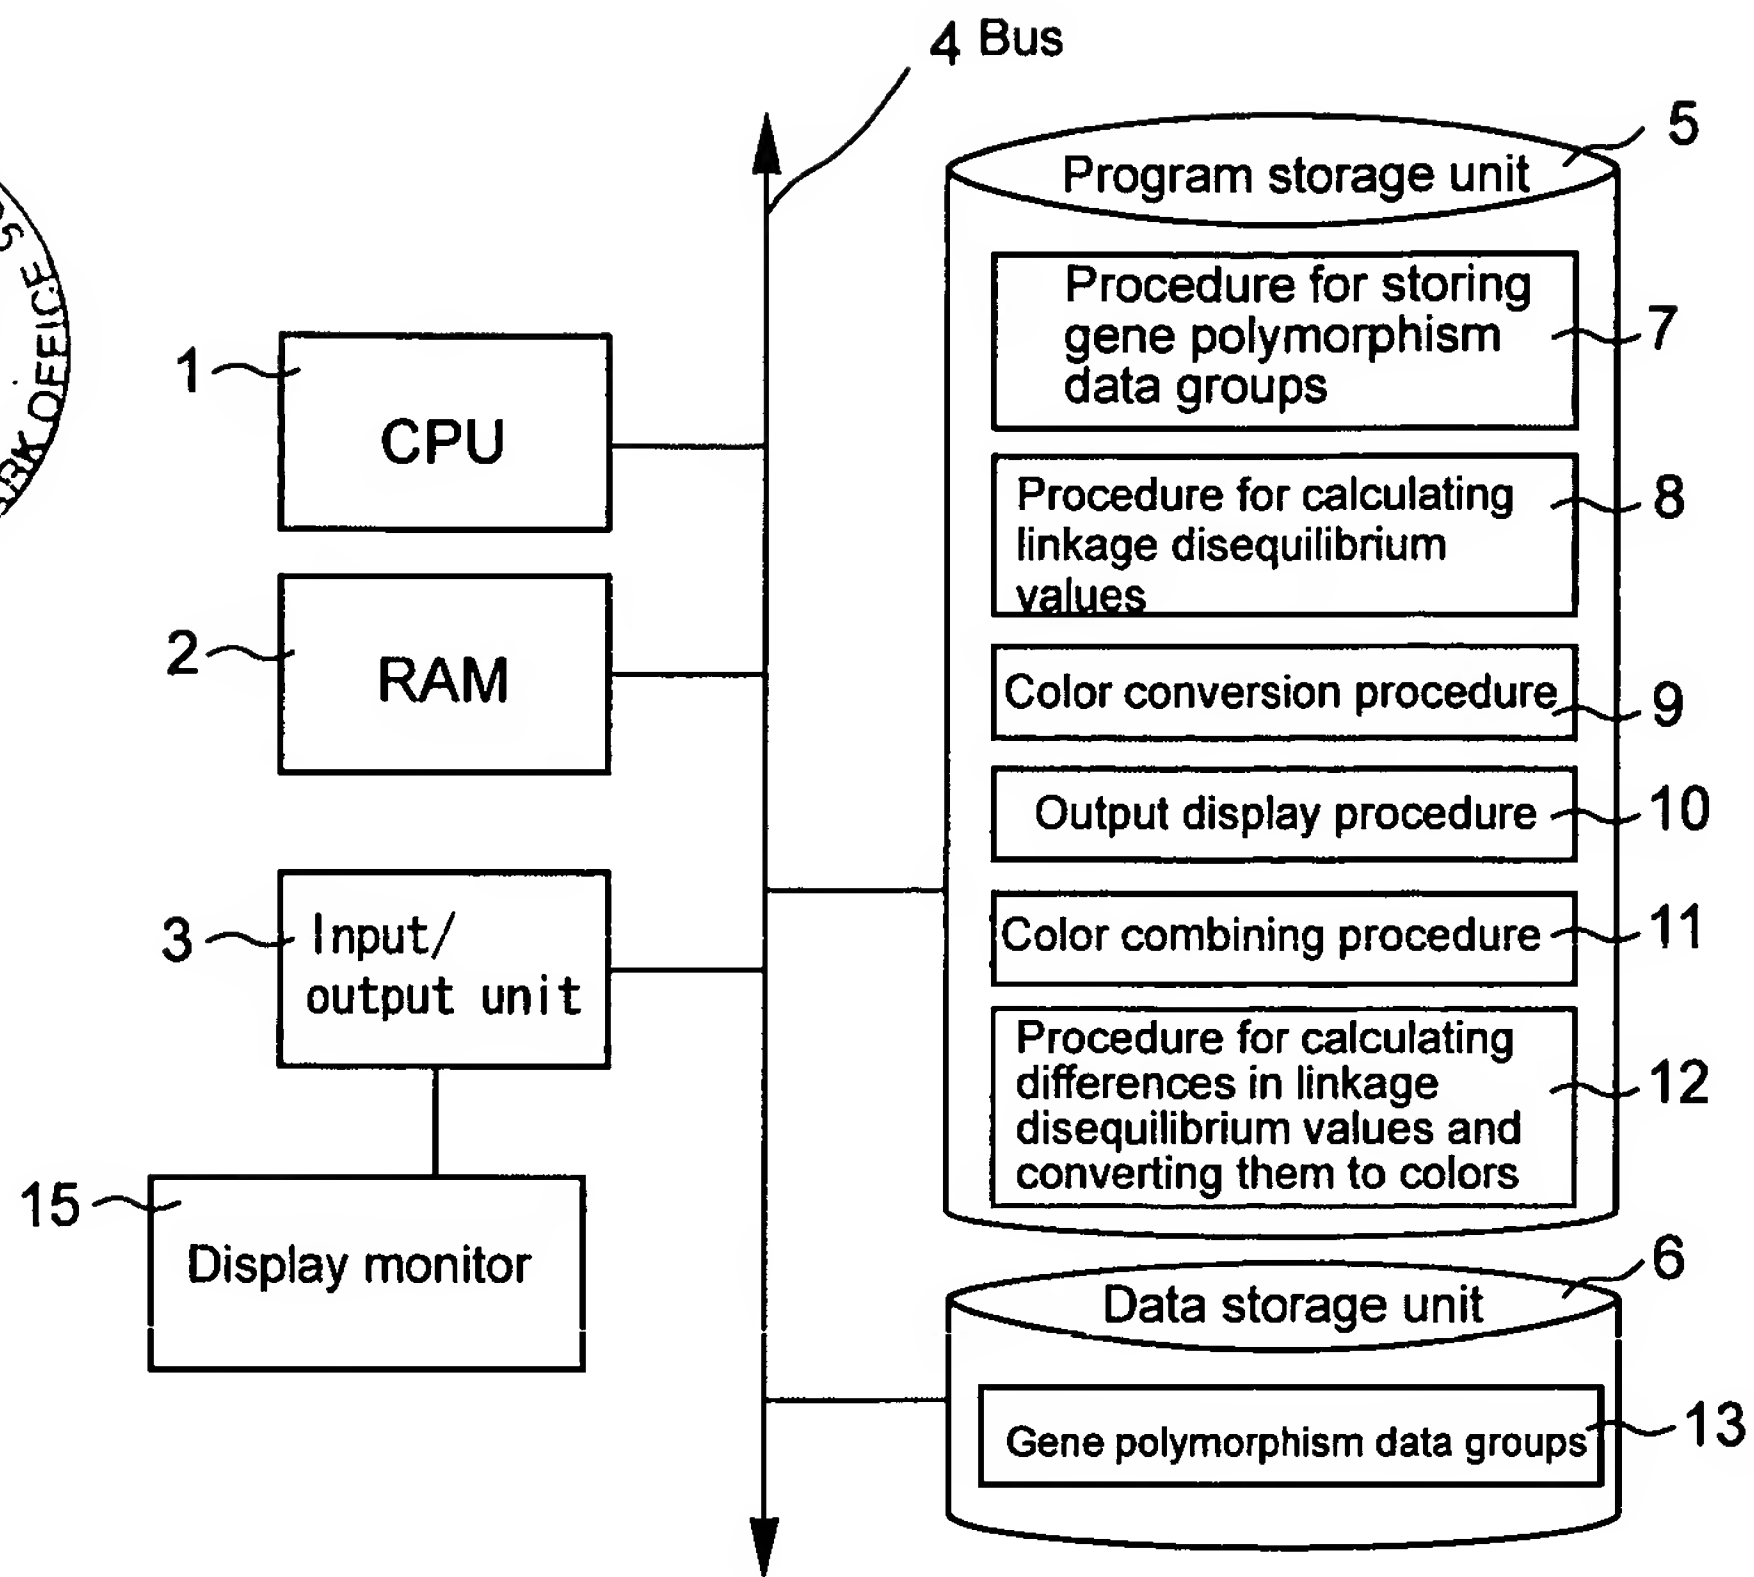 4 Bus
5
Program storage unit
Procedure for storing
gene polymorphism
data groups
7
1
CPU
Procedure for calculating
linkage disequilibrium
values
8
2
RAM
Color conversion procedure
9
Output display procedure
10
3
Input/
output unit
Color combining procedure
11
Procedure for calculating
differences in linkage
disequilibrium values and
converting them to colors
12
15
Display monitor
6
Data storage unit
Gene polymorphism data groups
13
OFFICE